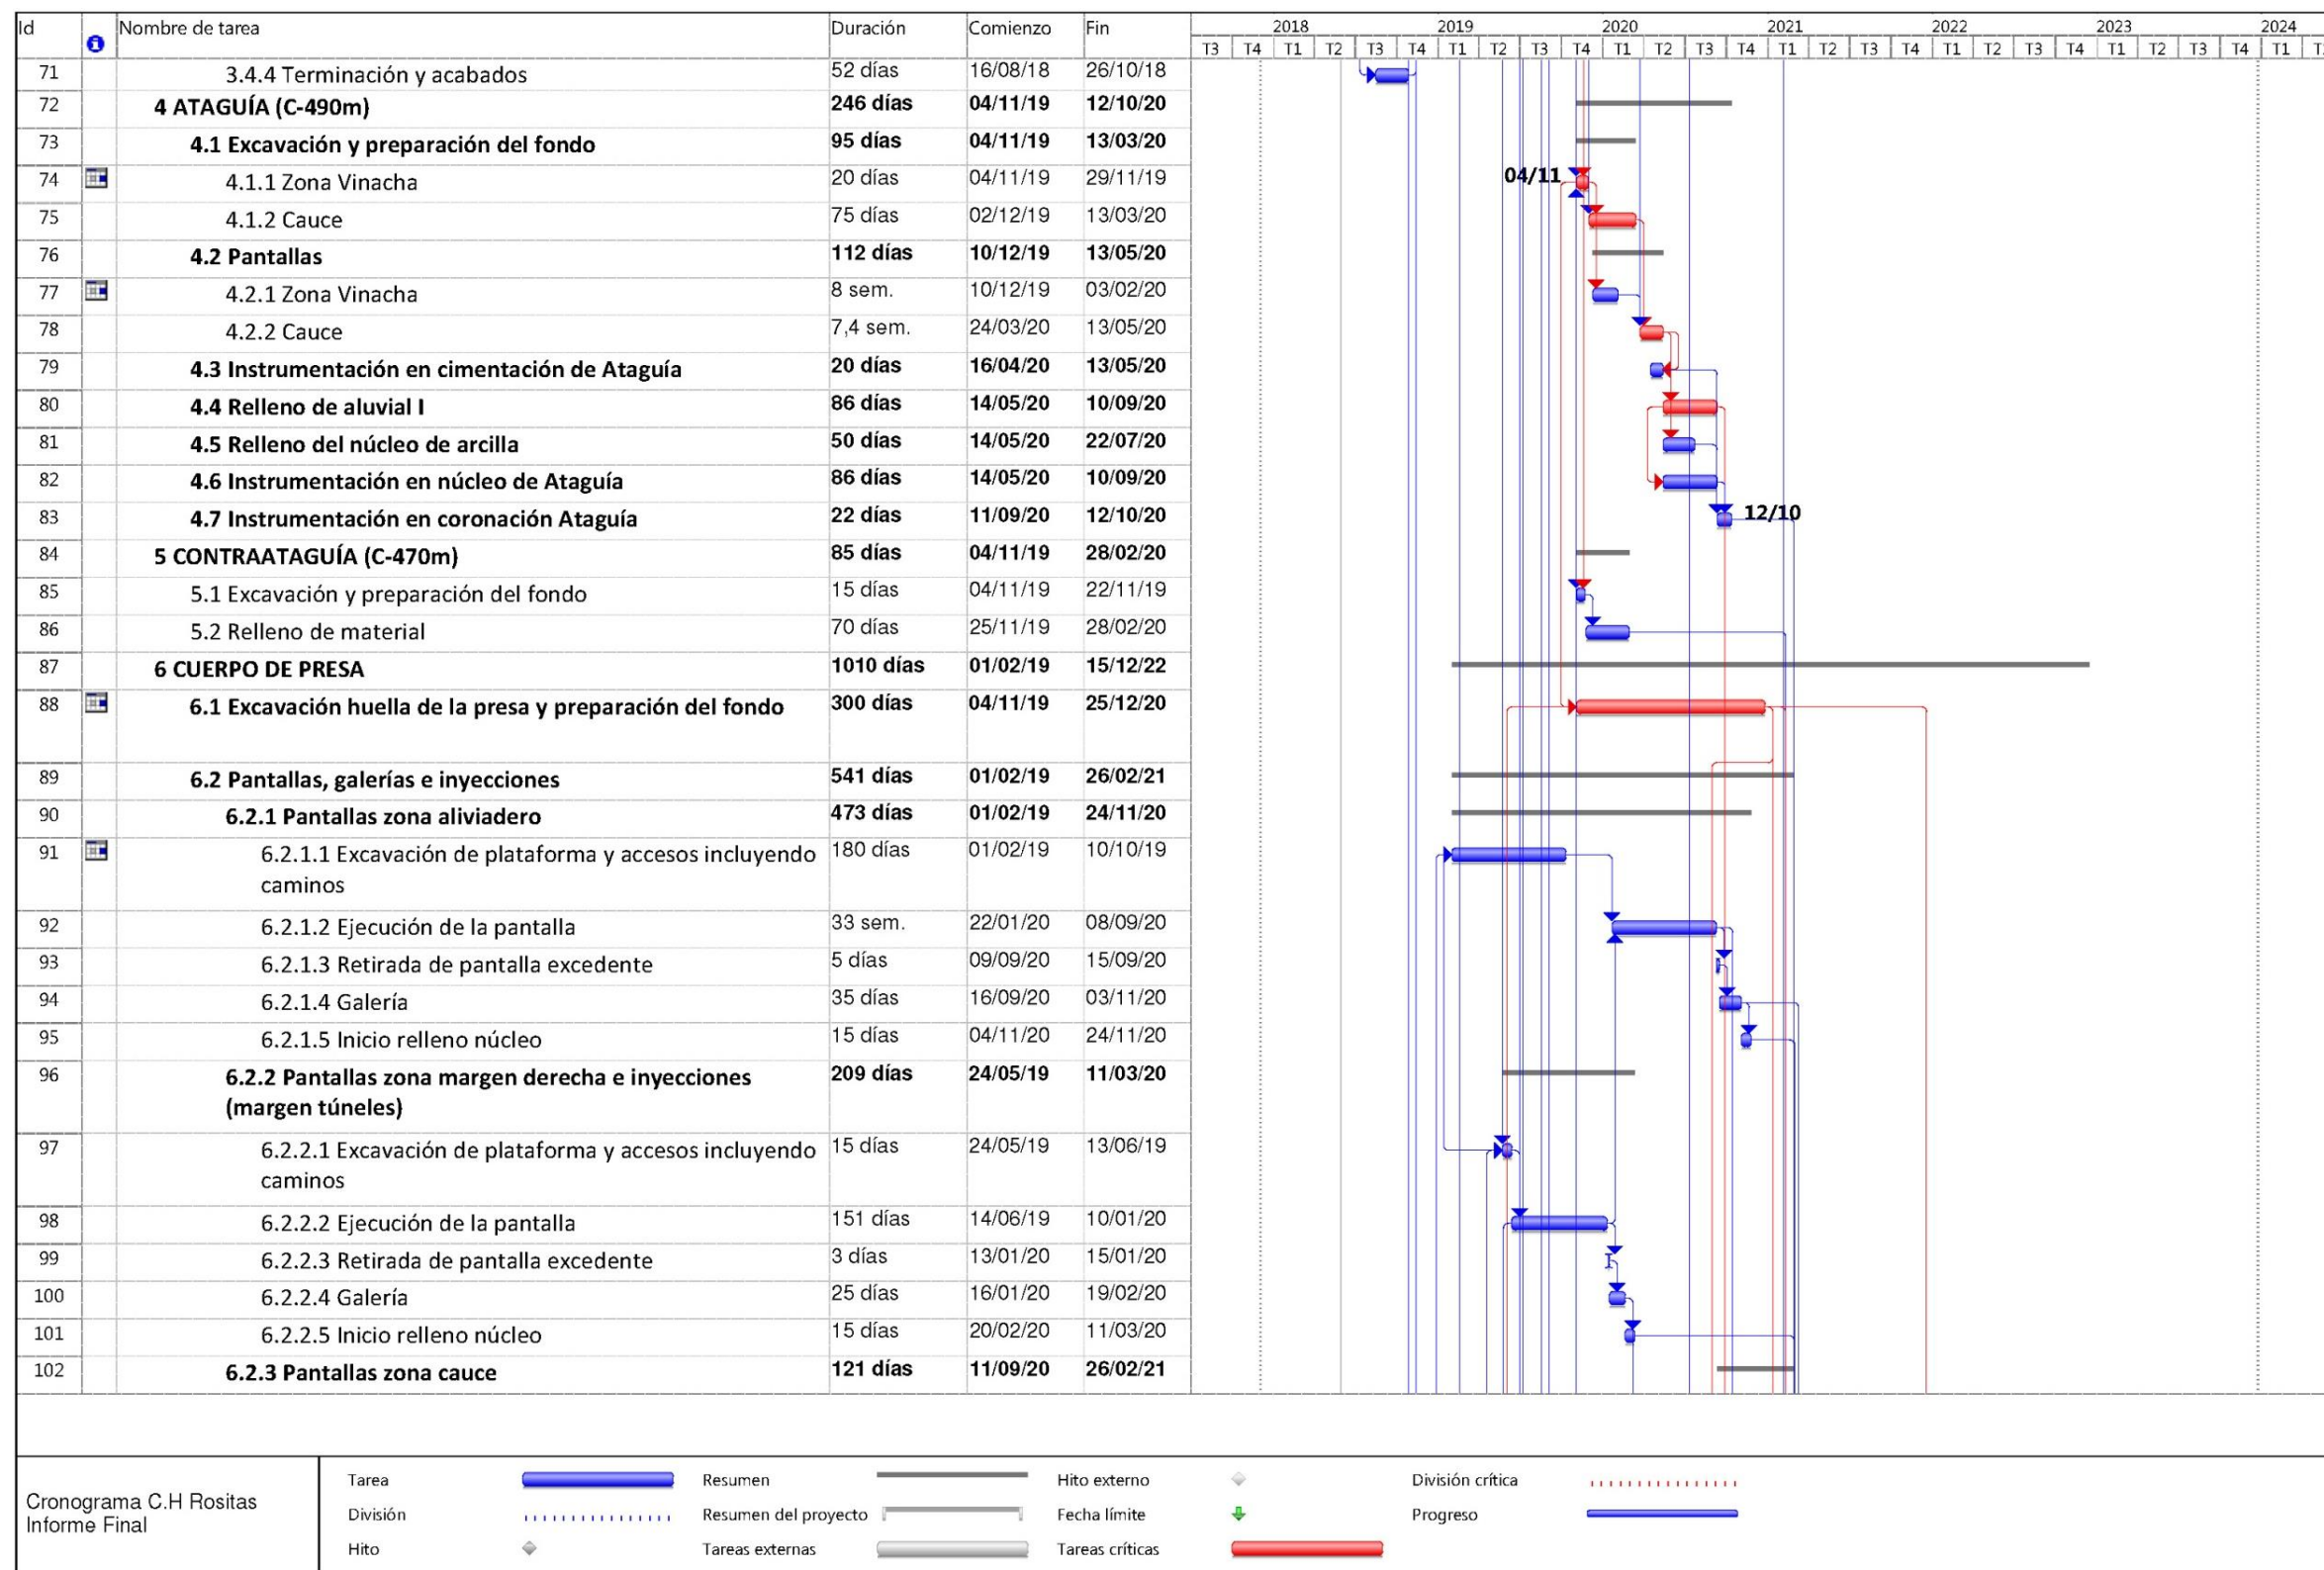 Id Nombre de tarea Duración Comienzo Fin 2018 2019 2020 2021 2022 2023 2024
T3 T4 T1 T2 T3 T4 T1 T2 T3 T4 T1 T2 T3 T4 T1 T2 T3 T4 T1 T2 T3 T4 T1 T2 T3 T4 T1
71 3.4.4 Terminación y acabados 52 días 16/08/18 26/10/18
72 4 ATAGUÍA (C-490m) 246 días 04/11/19 12/10/20
73 4.1 Excavación y preparación del fondo 95 días 04/11/19 13/03/20
74 4.1.1 Zona Vinacha 20 días 04/11/19 29/11/19 04/11
75 4.1.2 Cauce 75 días 02/12/19 13/03/20
76 4.2 Pantallas 112 días 10/12/19 13/05/20
77 4.2.1 Zona Vinacha 8 sem. 10/12/19 03/02/20
78 4.2.2 Cauce 7,4 sem. 24/03/20 13/05/20
79 4.3 Instrumentación en cimentación de Ataguía 20 días 16/04/20 13/05/20
80 4.4 Relleno de aluvial I 86 días 14/05/20 10/09/20
81 4.5 Relleno del núcleo de arcilla 50 días 14/05/20 22/07/20
82 4.6 Instrumentación en núcleo de Ataguía 86 días 14/05/20 10/09/20
83 4.7 Instrumentación en coronación Ataguía 22 días 11/09/20 12/10/20 12/10
84 5 CONTRAATAGUÍA (C-470m) 85 días 04/11/19 28/02/20
85 5.1 Excavación y preparación del fondo 15 días 04/11/19 22/11/19
86 5.2 Relleno de material 70 días 25/11/19 28/02/20
87 6 CUERPO DE PRESA 1010 días 01/02/19 15/12/22
88 6.1 Excavación huella de la presa y preparación del fondo 300 días 04/11/19 25/12/20
89 6.2 Pantallas, galerías e inyecciones 541 días 01/02/19 26/02/21
90 6.2.1 Pantallas zona aliviadero 473 días 01/02/19 24/11/20
91 6.2.1.1 Excavación de plataforma y accesos incluyendo 180 días 01/02/19 10/10/19
caminos
92 6.2.1.2 Ejecución de la pantalla 33 sem. 22/01/20 08/09/20
93 6.2.1.3 Retirada de pantalla excedente 5 días 09/09/20 15/09/20
94 6.2.1.4 Galería 35 días 16/09/20 03/11/20
95 6.2.1.5 Inicio relleno núcleo 15 días 04/11/20 24/11/20
96 6.2.2 Pantallas zona margen derecha e inyecciones 209 días 24/05/19 11/03/20
(margen túneles)
97 6.2.2.1 Excavación de plataforma y accesos incluyendo 15 días 24/05/19 13/06/19
caminos
98 6.2.2.2 Ejecución de la pantalla 151 días 14/06/19 10/01/20
99 6.2.2.3 Retirada de pantalla excedente 3 días 13/01/20 15/01/20
100 6.2.2.4 Galería 25 días 16/01/20 19/02/20
101 6.2.2.5 Inicio relleno núcleo 15 días 20/02/20 11/03/20
102 6.2.3 Pantallas zona cauce 121 días 11/09/20 26/02/21
Cronograma C.H Rositas
Informe Final
Tarea Resumen Hito externo División crítica
División Resumen del proyecto Fecha límite Progreso
Hito Tareas externas Tareas críticas